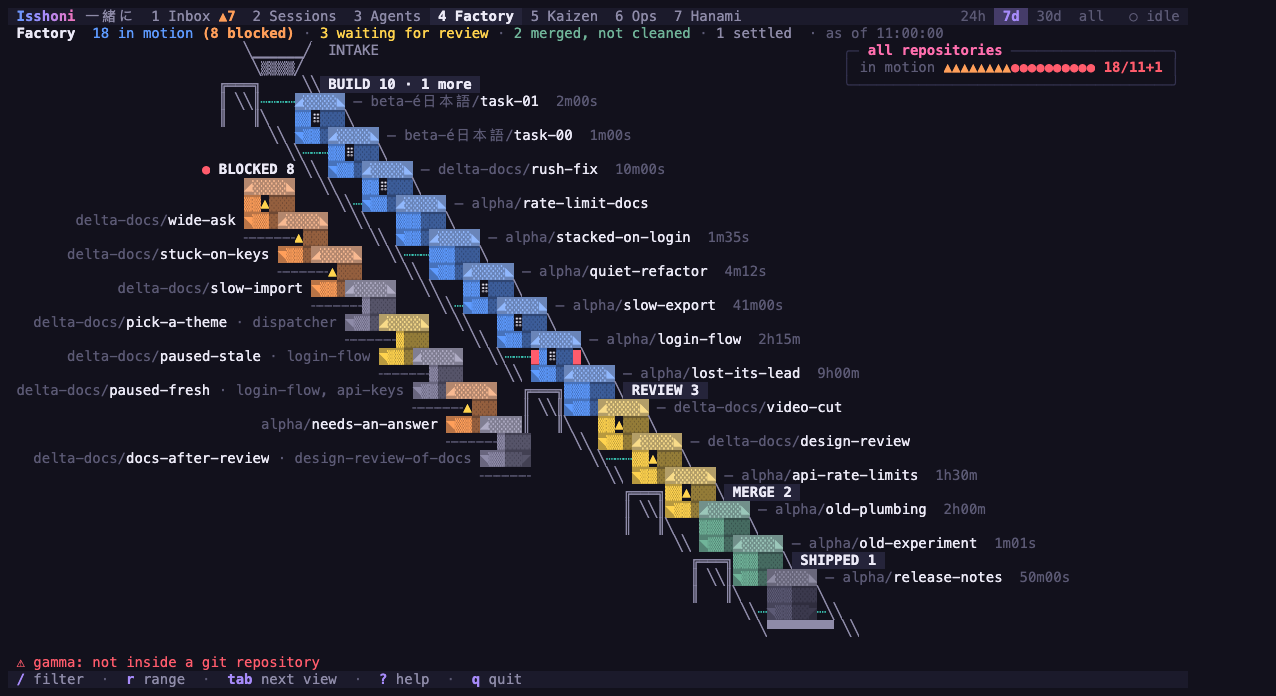 Isshoni 一緒に 1 Inbox ▲7 2 Sessions 3 Agents 4 Factory 5 Kaizen 6 Ops 7 Hanami 24h 7d 30d all ○ idle
Factory 18 in motion (8 blocked) · 3 waiting for review · 2 merged, not cleaned · 1 settled · as of 11:00:00
INTAKE
all repositories
in motion ▲▲▲▲▲▲▲▲●●●●●●●●●● 18/11+1
BUILD 10 · 1 more
— beta-é日本語/task-01 2m00s
— beta-é日本語/task-00 1m00s
● BLOCKED 8
— delta-docs/rush-fix 10m00s
— alpha/rate-limit-docs
delta-docs/wide-ask
— alpha/stacked-on-login 1m35s
delta-docs/stuck-on-keys
— alpha/quiet-refactor 4m12s
delta-docs/slow-import
— alpha/slow-export 41m00s
delta-docs/pick-a-theme · dispatcher
— alpha/login-flow 2h15m
delta-docs/paused-stale · login-flow
— alpha/lost-its-lead 9h00m
delta-docs/paused-fresh · login-flow, api-keys
REVIEW 3
— delta-docs/video-cut
alpha/needs-an-answer
— delta-docs/design-review
delta-docs/docs-after-review · design-review-of-docs
— alpha/api-rate-limits 1h30m
MERGE 2
— alpha/old-plumbing 2h00m
— alpha/old-experiment 1m01s
SHIPPED 1
— alpha/release-notes 50m00s
⚠ gamma: not inside a git repository
/ filter · r range · tab next view · ? help · q quit